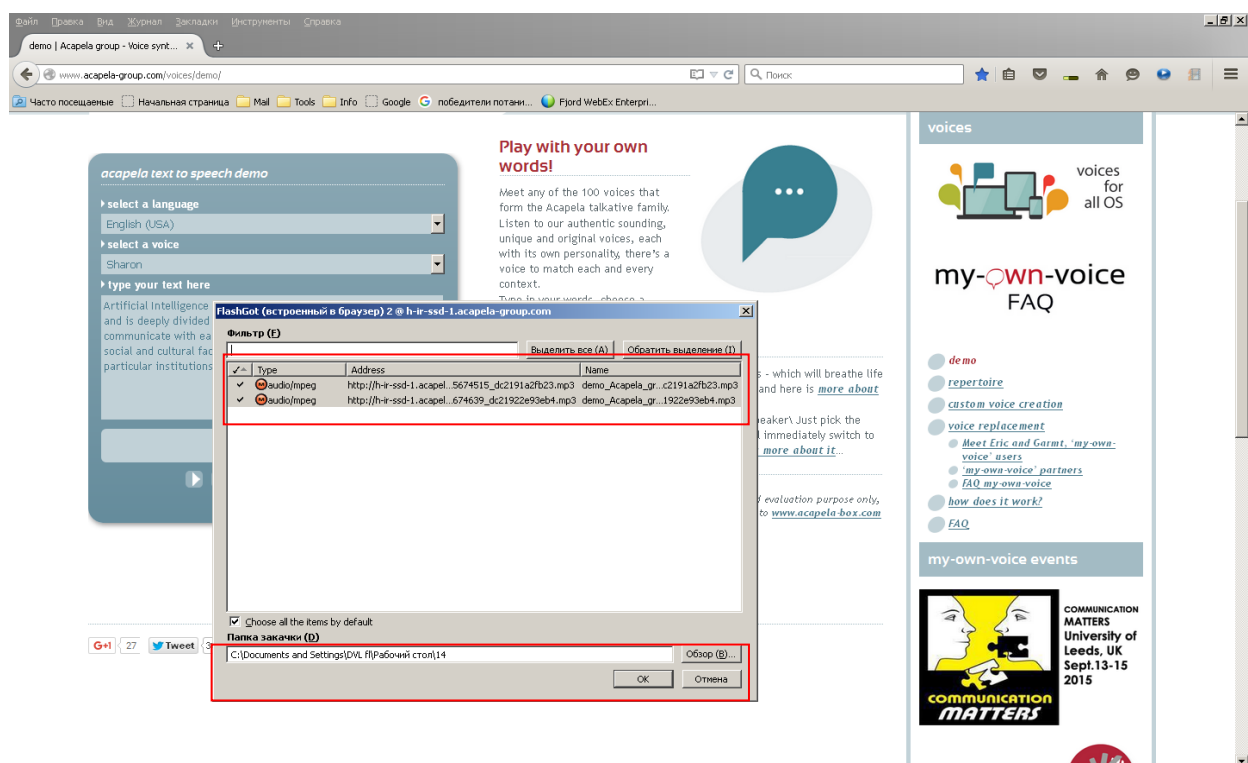 Файл Правка Вид Журнал Закладки Инструменты Справка
demo | Acapela group - Voice synt...
www.acapela-group.com/voices/demo/
Поиск
Часто посещаемые Начальная страница Mail Tools Info Google победители потани... Fjord WebEx Enterpri...
acapela text to speech demo
select a language
English (USA)
select a voice
Sharon
type your text here
Artificial Intelligence
and is deeply divided
communicate with ea
social and cultural fac
particular institutions
Play with your own
words!
Meet any of the 100 voices that
form the Acapela talkative family.
Listen to our authentic sounding,
unique and original voices, each
with its own personality, there's a
voice to match each and every
context.
Type in your words, choose a
FlashGot (встроенный в браузер) 2 @ h-ir-ssd-1.acapela-group.com
Фильтр (F)
Выделить все (A) Обратить выделение (I)
Type Address Name
audio/mpeg http://h-ir-ssd-1.acapel...5674515_dc2191a2fb23.mp3 demo_Acapela_gr...c2191a2fb23.mp3
audio/mpeg http://h-ir-ssd-1.acapel...674639_dc21922e93eb4.mp3 demo_Acapela_gr...1922e93eb4.mp3
Choose all the items by default
Папка закачки (D)
C:\Documents and Settings\DVL fl\Рабочий стол\14
Обзор (B)...
OK Отмена
s - which will breathe life
and here is more about
eaker\ Just pick the
l immediately switch to
more about it...
d evaluation purpose only,
to www.acapela-box.com
G+1 27 Tweet 3
voices
voices
for
all OS
my-own-voice
FAQ
demo
repertoire
custom voice creation
voice replacement
Meet Eric and Garmt, 'my-own-
voice' users
'my-own-voice' partners
FAQ my-own-voice
how does it work?
FAQ
my-own-voice events
COMMUNICATION
MATTERS
University of
Leeds, UK
Sept.13-15
2015
COMMUNICATION
MATTERS